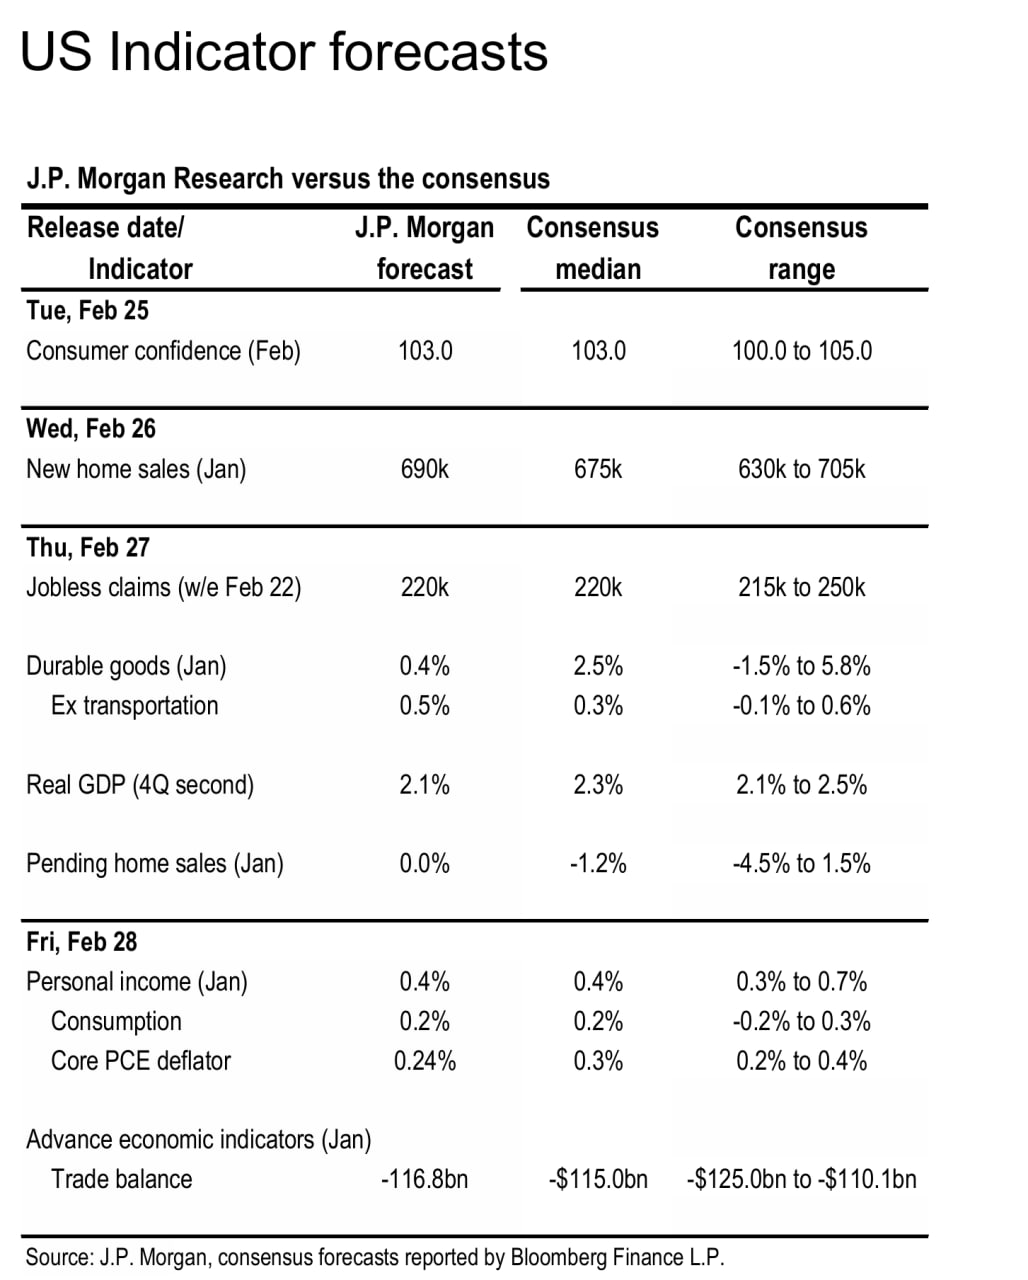 US Indicator forecasts
J.P. Morgan Research versus the consensus
Release date/ J.P. Morgan Consensus Consensus
Indicator forecast median range
Tue, Feb 25
Consumer confidence (Feb) 103.0 103.0 100.0 to 105.0
Wed, Feb 26
New home sales (Jan) 690k 675k 630k to 705k
Thu, Feb 27
Jobless claims (w/e Feb 22) 220k 220k 215k to 250k
Durable goods (Jan) 0.4% 2.5% -1.5% to 5.8%
Ex transportation 0.5% 0.3% -0.1% to 0.6%
Real GDP (4Q second) 2.1% 2.3% 2.1% to 2.5%
Pending home sales (Jan) 0.0% -1.2% -4.5% to 1.5%
Fri, Feb 28
Personal income (Jan) 0.4% 0.4% 0.3% to 0.7%
Consumption 0.2% 0.2% -0.2% to 0.3%
Core PCE deflator 0.24% 0.3% 0.2% to 0.4%
Advance economic indicators (Jan)
Trade balance -116.8bn -$115.0bn -$125.0bn to -$110.1bn
Source: J.P. Morgan, consensus forecasts reported by Bloomberg Finance L.P.